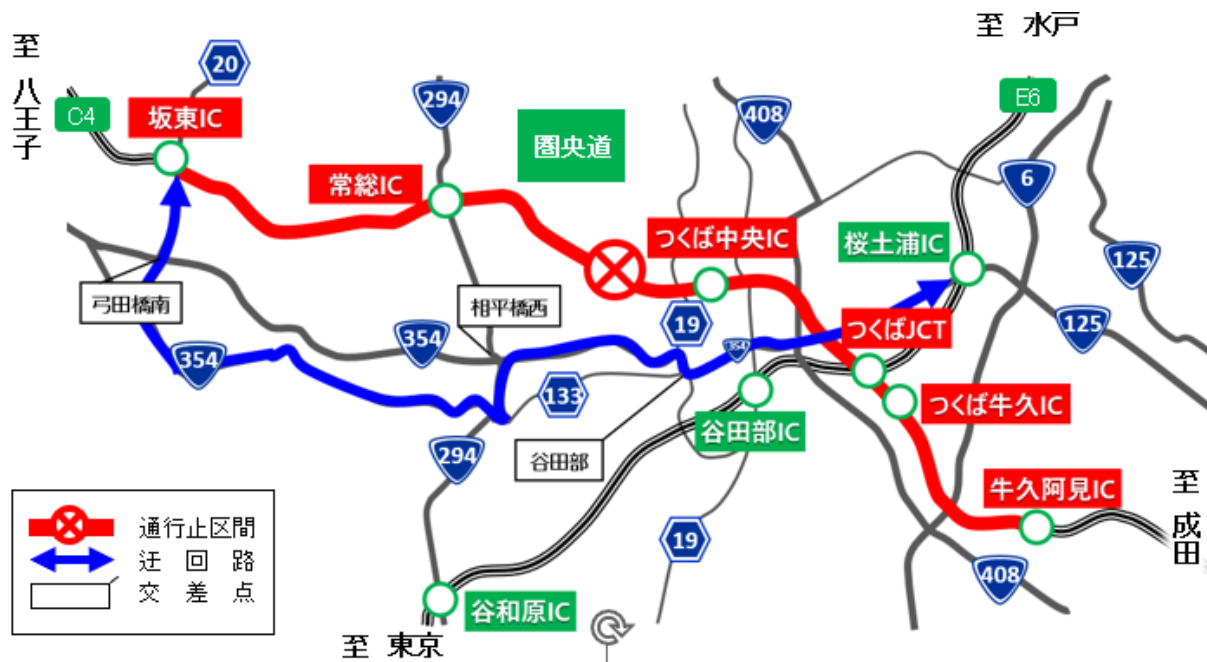 至 水戸
至 八王子
20
C4
坂東IC
294
408
E6
圏央道
常総IC
6
つくば中央IC
桜土浦IC
125
弓田橋南
相平橋西
19
つくばJCT
125
354
354
354
133
つくば牛久IC
谷田部IC
294
谷田部
牛久阿見IC
至 成田
通行止区間
迂 回 路
交 差 点
19
408
谷和原IC
至 東京